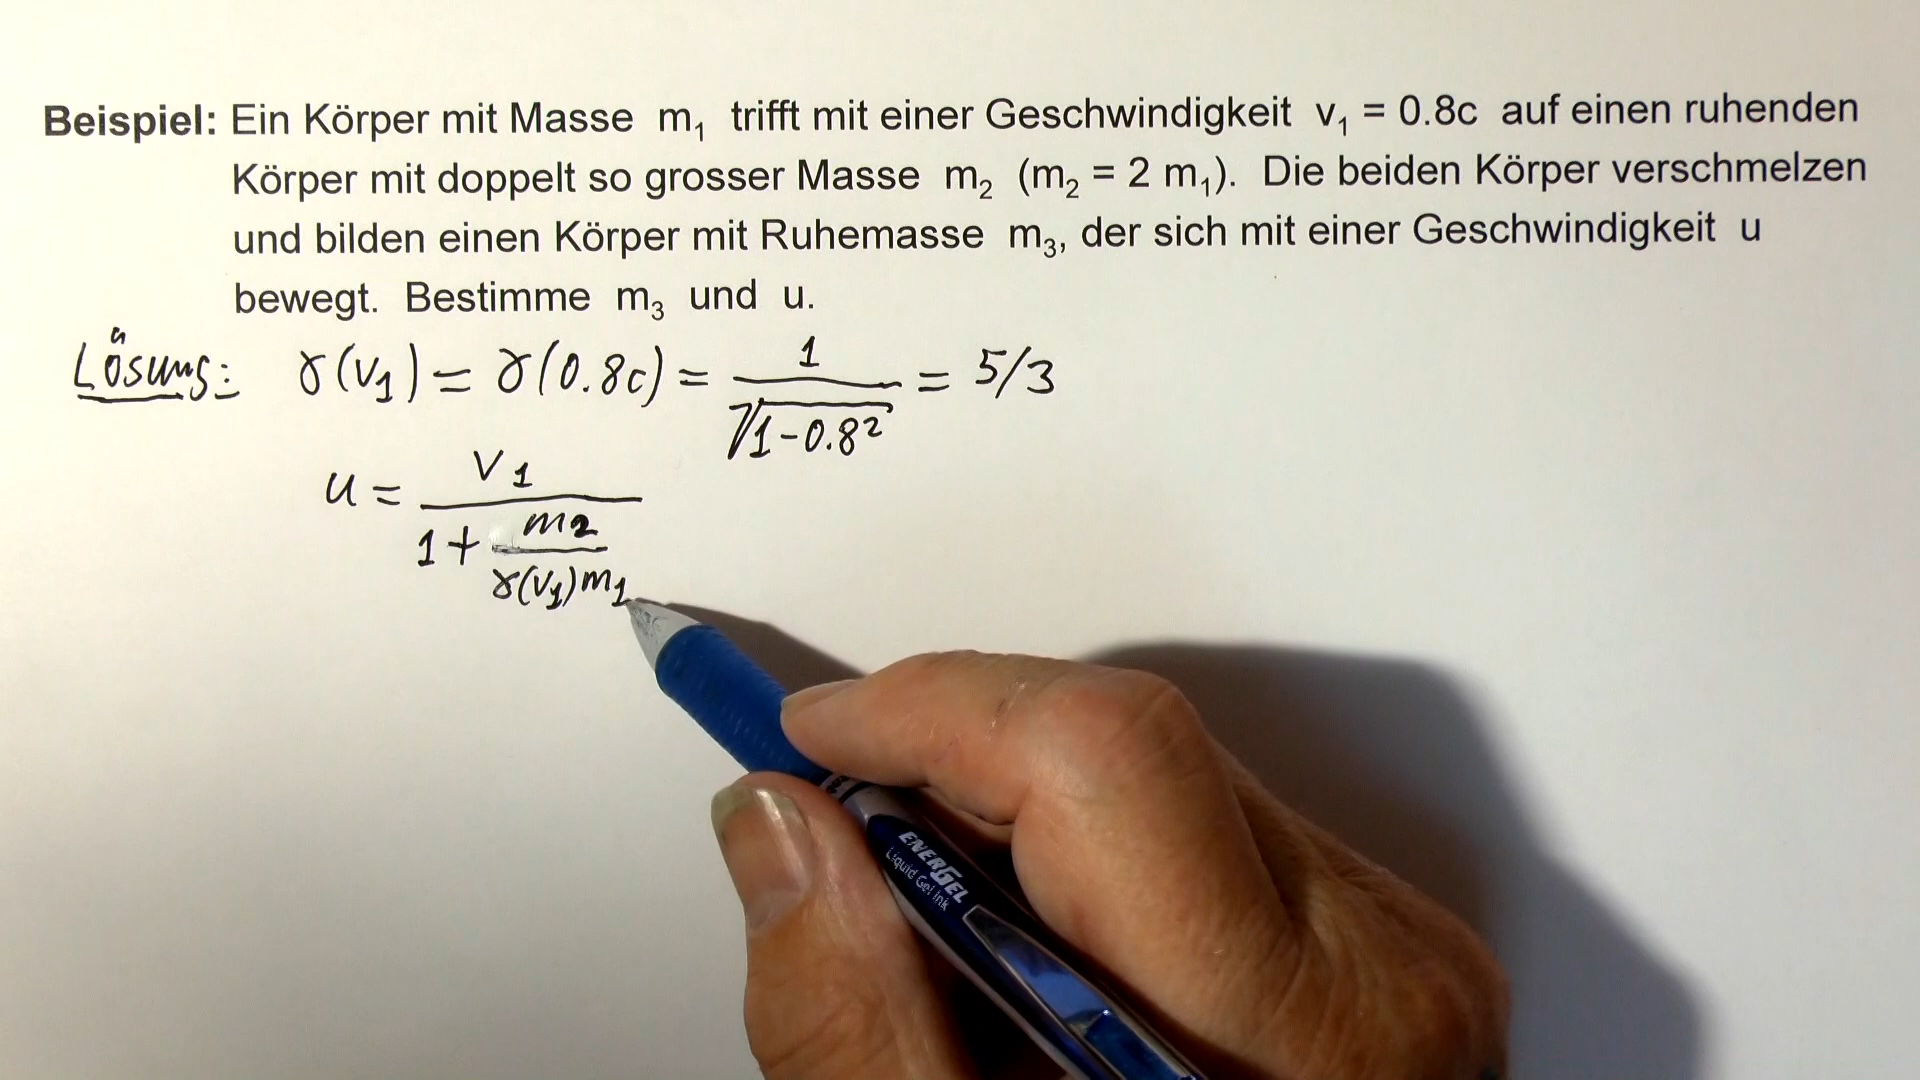 Beispiel: Ein Körper mit Masse m₁ trifft mit einer Geschwindigkeit v₁ = 0.8c auf einen ruhenden
Körper mit doppelt so grosser Masse m₂ (m₂ = 2 m₁). Die beiden Körper verschmelzen
und bilden einen Körper mit Ruhemasse m₃, der sich mit einer Geschwindigkeit u
bewegt. Bestimme m₃ und u.
Lösung: γ(v₁) = γ(0.8c) = 1 / √(1-0.8²) = 5/3
u = v₁ / (1 + m₂ / (γ(v₁)m₁))
ENERGEL
Liquid Gel Ink